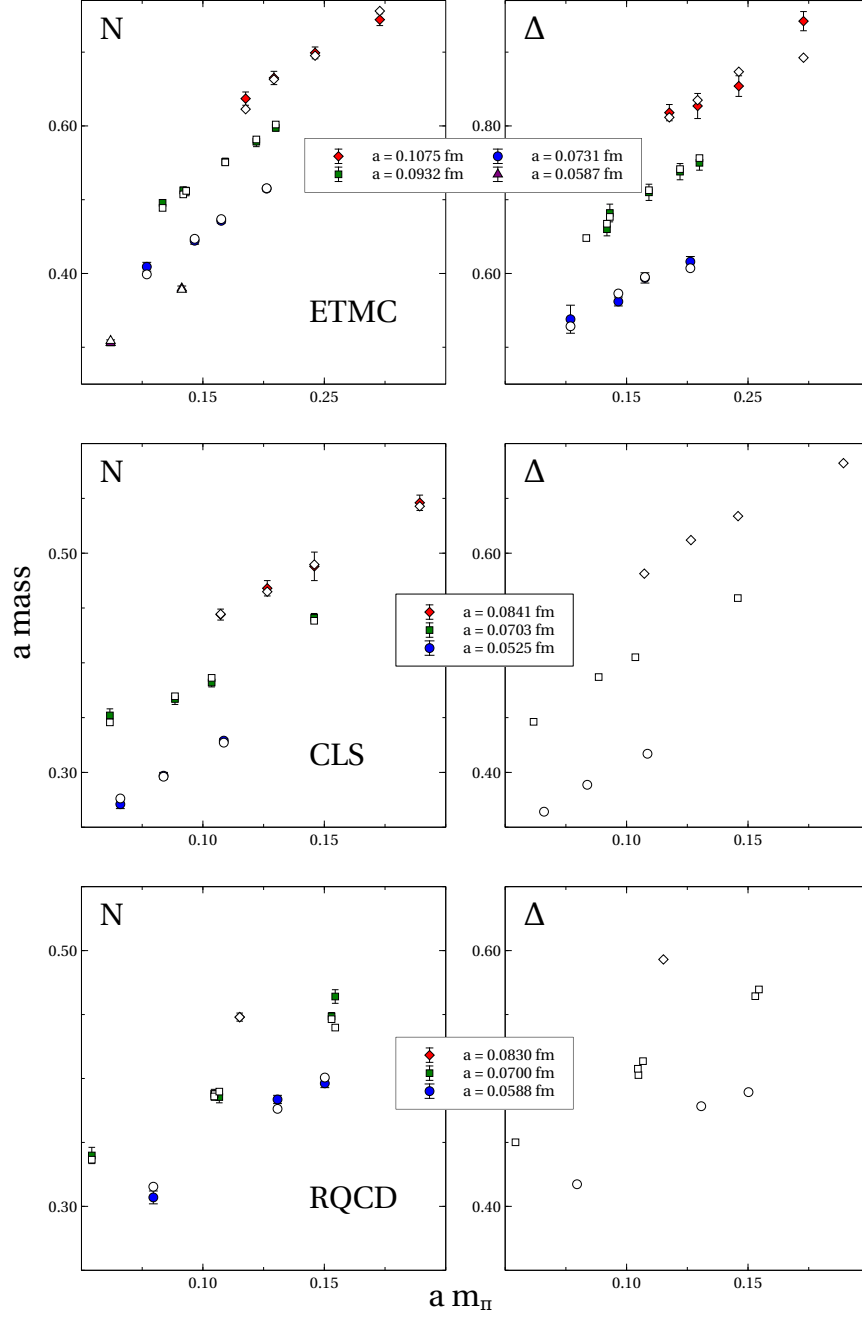 N
Δ
0.60
0.40
0.80
0.60
a = 0.1075 fm
a = 0.0731 fm
a = 0.0932 fm
a = 0.0587 fm
ETMC
0.15
0.25
0.15
0.25
N
Δ
0.50
0.30
0.60
0.40
a = 0.0841 fm
a = 0.0703 fm
a = 0.0525 fm
CLS
a mass
0.10
0.15
0.10
0.15
N
Δ
0.50
0.30
0.60
0.40
a = 0.0830 fm
a = 0.0700 fm
a = 0.0588 fm
RQCD
0.10
0.15
0.10
0.15
a m_π